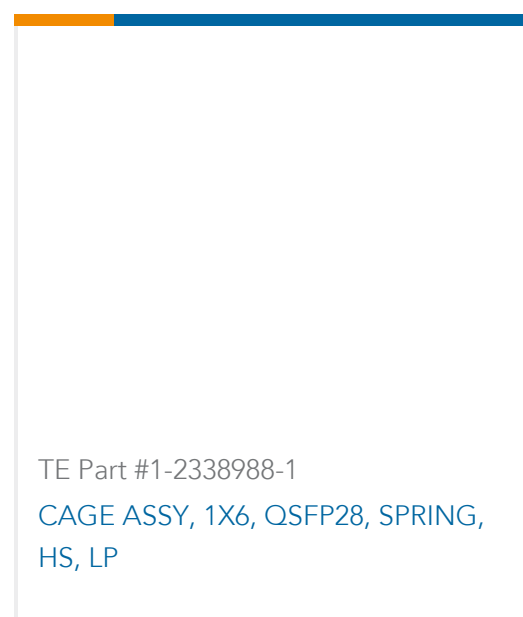 TE Part #1-2338988-1
CAGE ASSY, 1X6, QSFP28, SPRING,
HS, LP